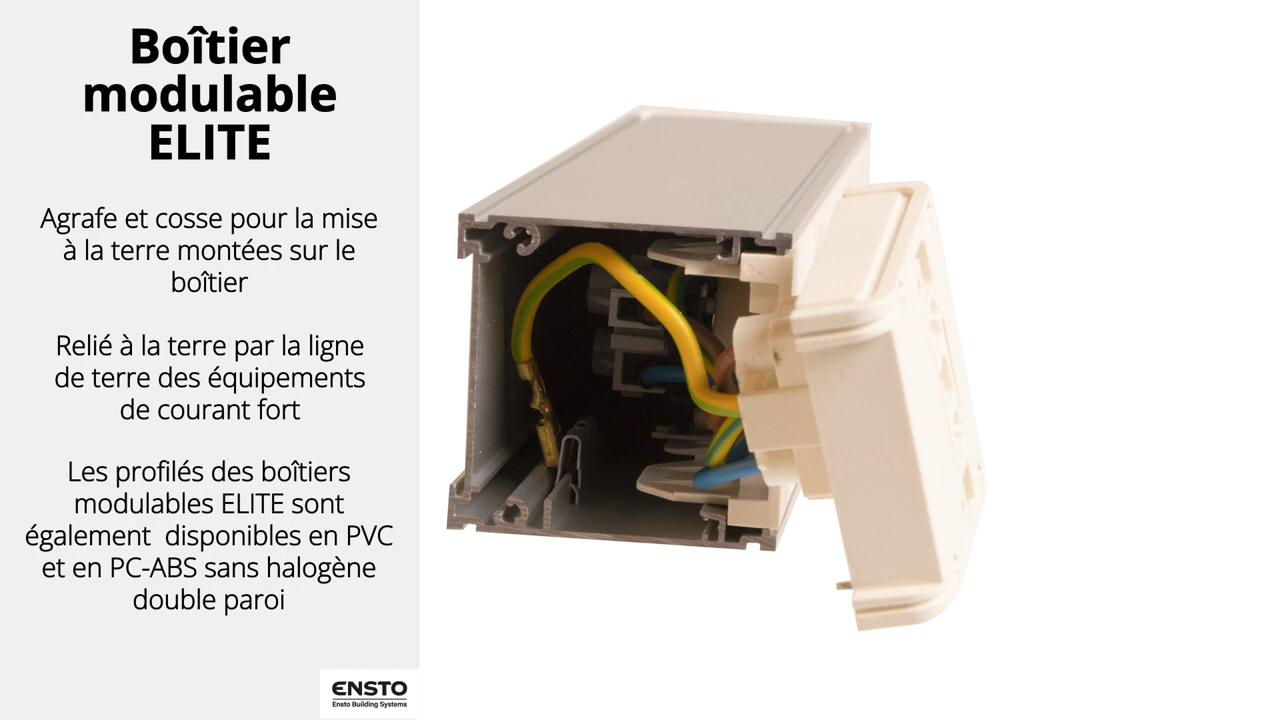 Boîtier
modulable
ELITE
Agrafe et cosse pour la mise
à la terre montées sur le
boîtier
Relié à la terre par la ligne
de terre des équipements
de courant fort
Les profilés des boîtiers
modulables ELITE sont
également  disponibles en PVC
et en PC-ABS sans halogène
double paroi
ENSTO
Ensto Building Systems